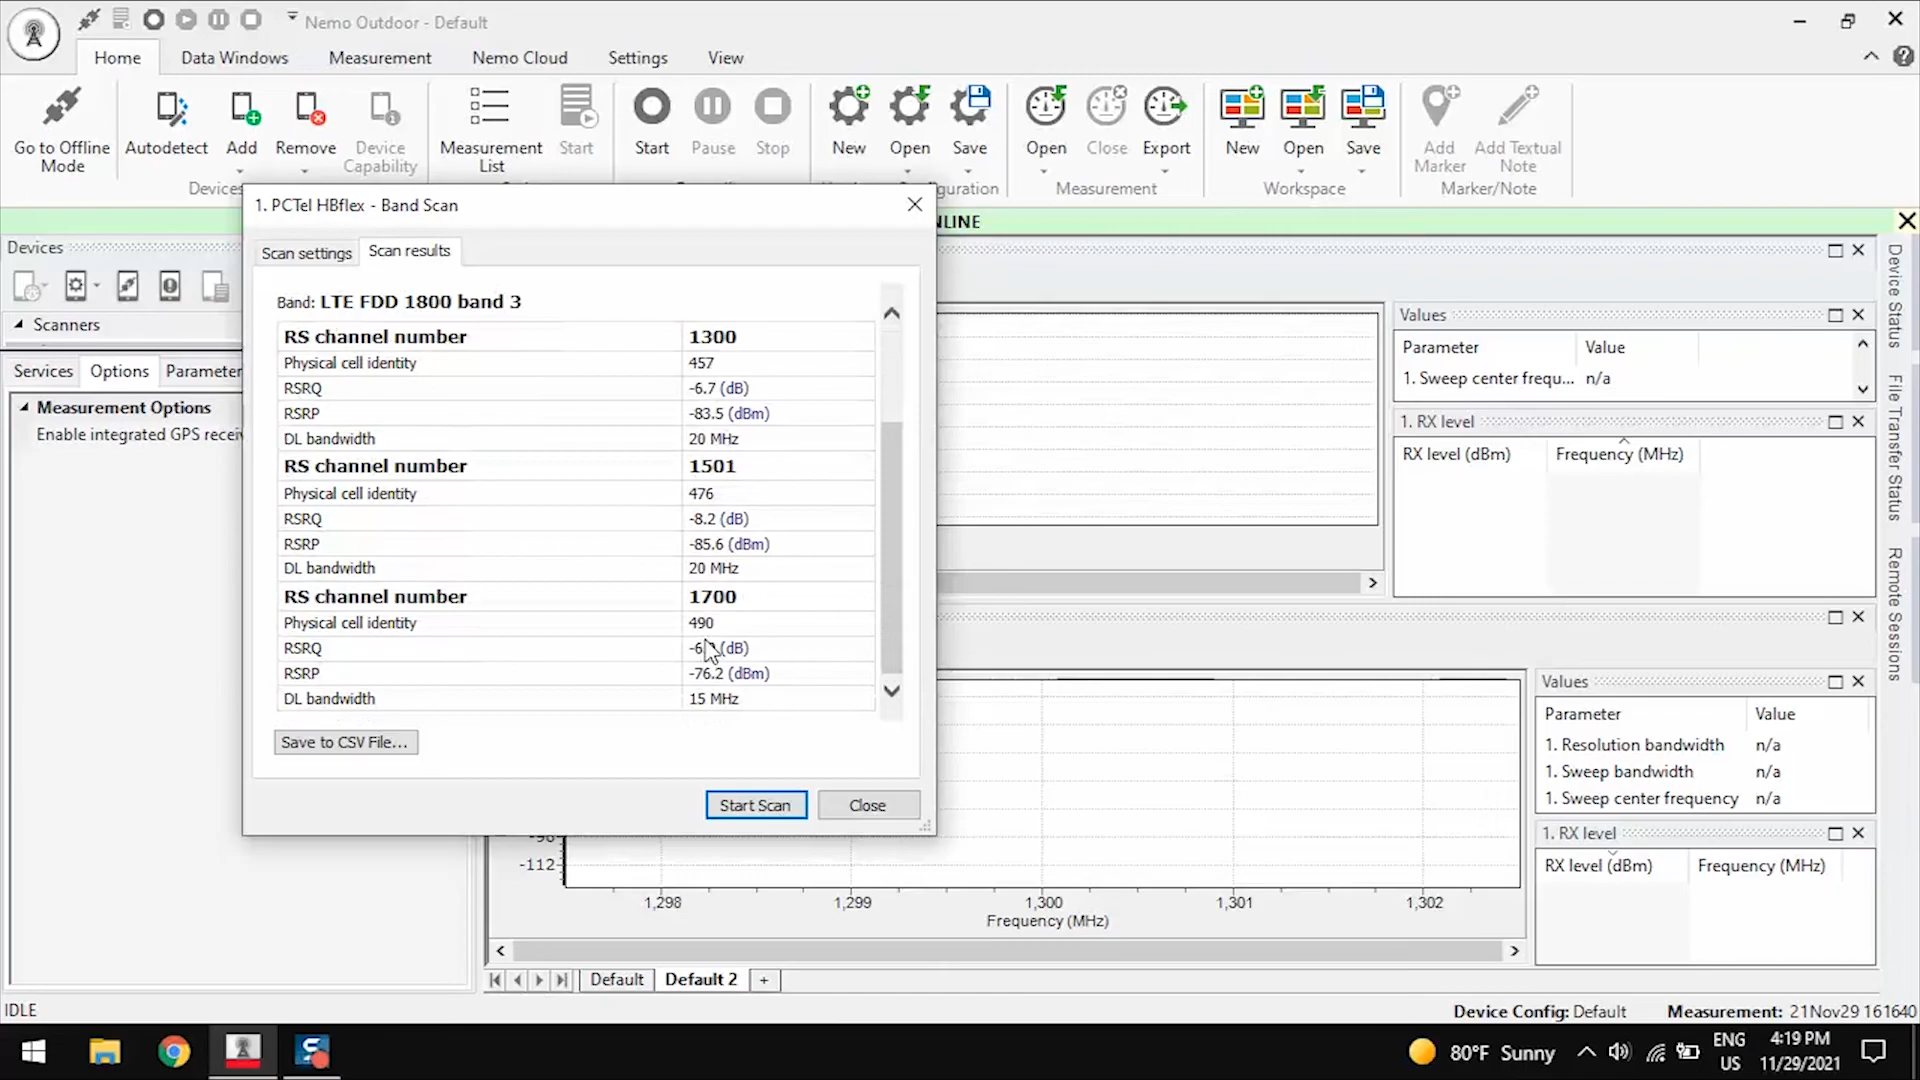 Nemo Outdoor - Default
Home Data Windows Measurement Nemo Cloud Settings View
Go to Offline Mode
Autodetect
Add
Remove
Device Capability
Measurement List
Start
Start
Pause
Stop
New
Open
Save
Open
Close
Export
New
Open
Save
Add Marker
Add Textual Note
Measurement
Workspace
Marker/Note
1. PCTel HBflex - Band Scan
Devices
Scanners
Services Options
Measurement Options
Enable integrated GPS
Scan settings Scan results
Band: LTE FDD 1800 band 3
RS channel number 1300
Physical cell identity 457
RSRQ -6.7 (dB)
RSRP -83.5 (dBm)
DL bandwidth 20 MHz
RS channel number 1501
Physical cell identity 476
RSRQ -8.2 (dB)
RSRP -85.6 (dBm)
DL bandwidth 20 MHz
RS channel number 1700
Physical cell identity 490
RSRQ (dB)
RSRP -76.2 (dBm)
DL bandwidth 15 MHz
Save to CSV File...
Start Scan
Close
Values
Parameter Value
1. Sweep center frequ... n/a
1. RX level
RX level (dBm) Frequency (MHz)
Values
Parameter Value
1. Resolution bandwidth n/a
1. Sweep bandwidth n/a
1. Sweep center frequency n/a
1. RX level
RX level (dBm) Frequency (MHz)
-112
1,298 1,299 1,300 1,301 1,302
Frequency (MHz)
Default Default 2 +
Device Status
File Transfer Status
Remote Sessions
IDLE
Device Config: Default Measurement: 21Nov29 161640
80°F Sunny
ENG
US
4:19 PM
11/29/2021